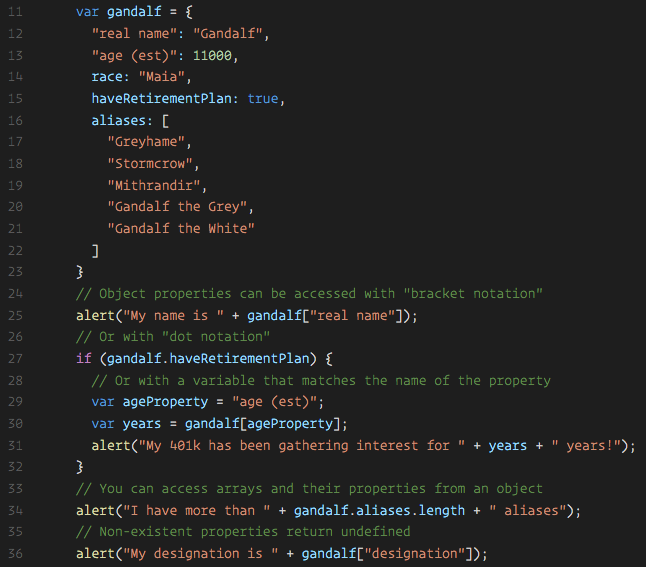 11 var gandalf = {
12 "real name": "Gandalf",
13 "age (est)": 11000,
14 race: "Maia",
15 haveRetirementPlan: true,
16 aliases: [
17 "Greyhame",
18 "Stormcrow",
19 "Mithrandir",
20 "Gandalf the Grey",
21 "Gandalf the White"
22 ]
23 }
24 // Object properties can be accessed with "bracket notation"
25 alert("My name is " + gandalf["real name"]);
26 // Or with "dot notation"
27 if (gandalf.haveRetirementPlan) {
28 // Or with a variable that matches the name of the property
29 var ageProperty = "age (est)";
30 var years = gandalf[ageProperty];
31 alert("My 401k has been gathering interest for " + years + " years!");
32 }
33 // You can access arrays and their properties from an object
34 alert("I have more than " + gandalf.aliases.length + " aliases");
35 // Non-existent properties return undefined
36 alert("My designation is " + gandalf["designation"]);